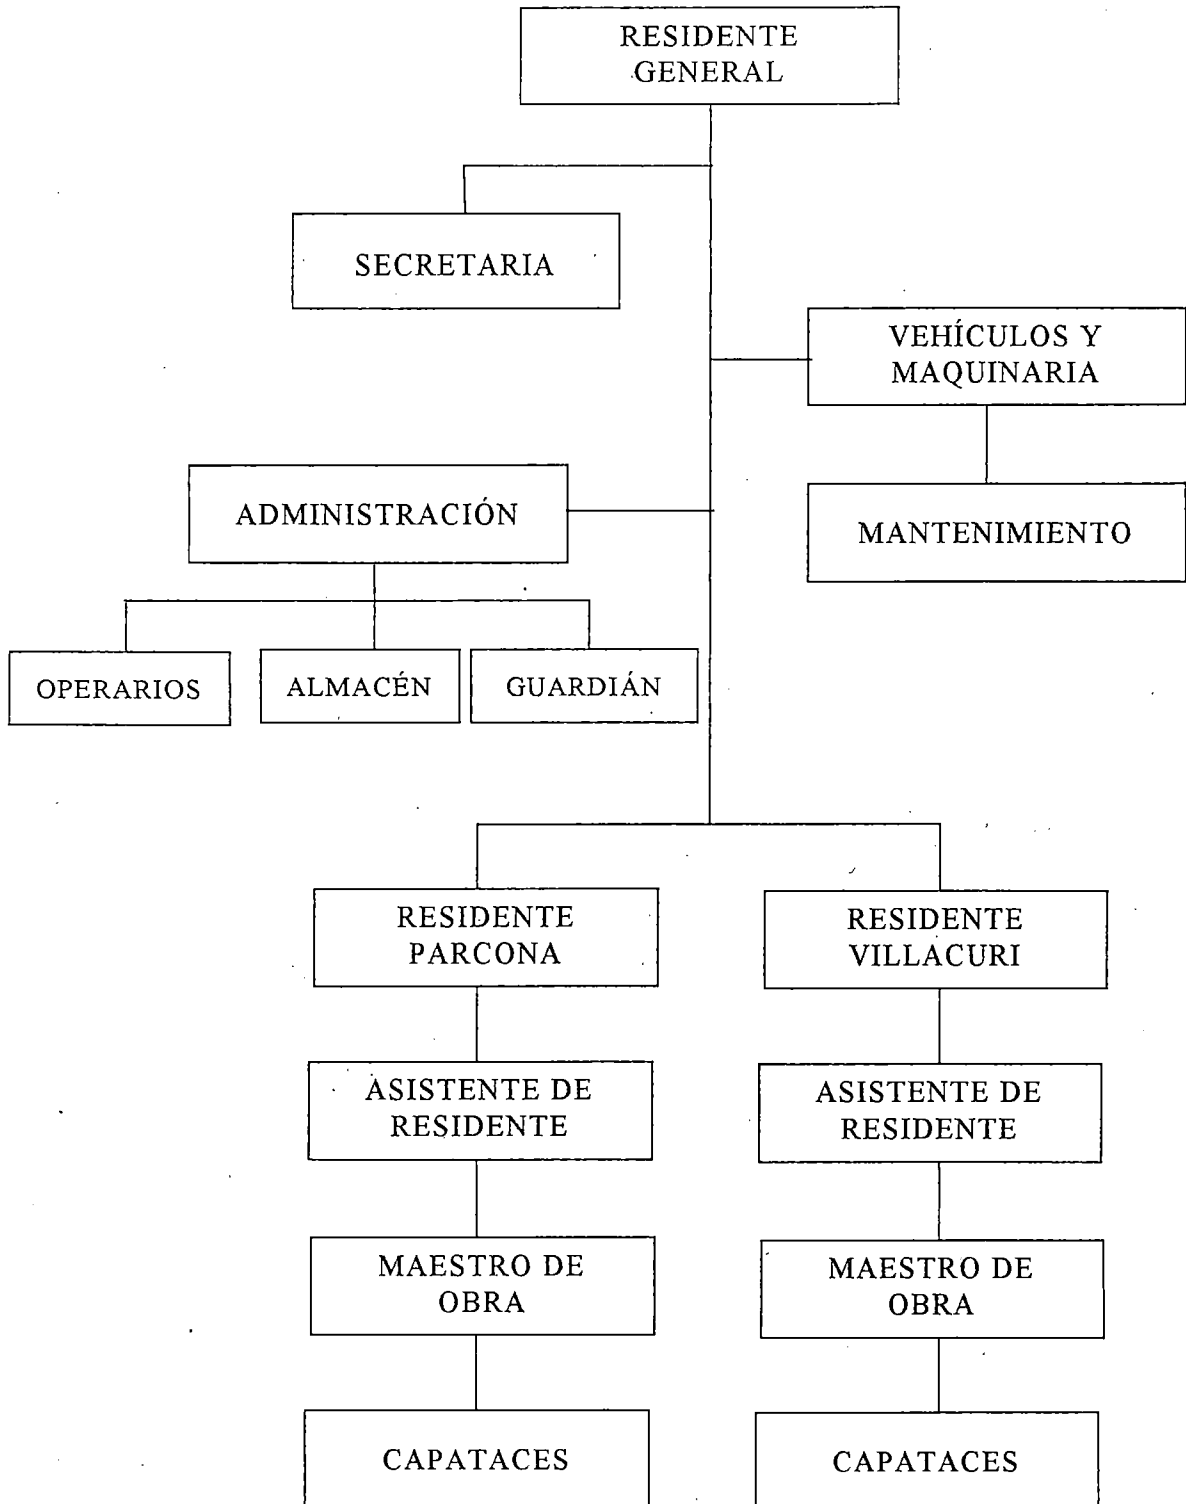 RESIDENTE
GENERAL
SECRETARIA
VEHÍCULOS Y
MAQUINARIA
ADMINISTRACIÓN
MANTENIMIENTO
OPERARIOS
ALMACÉN
GUARDIÁN
RESIDENTE
PARCONA
RESIDENTE
VILLACURI
ASISTENTE DE
RESIDENTE
ASISTENTE DE
RESIDENTE
MAESTRO DE
OBRA
MAESTRO DE
OBRA
CAPATACES
CAPATACES